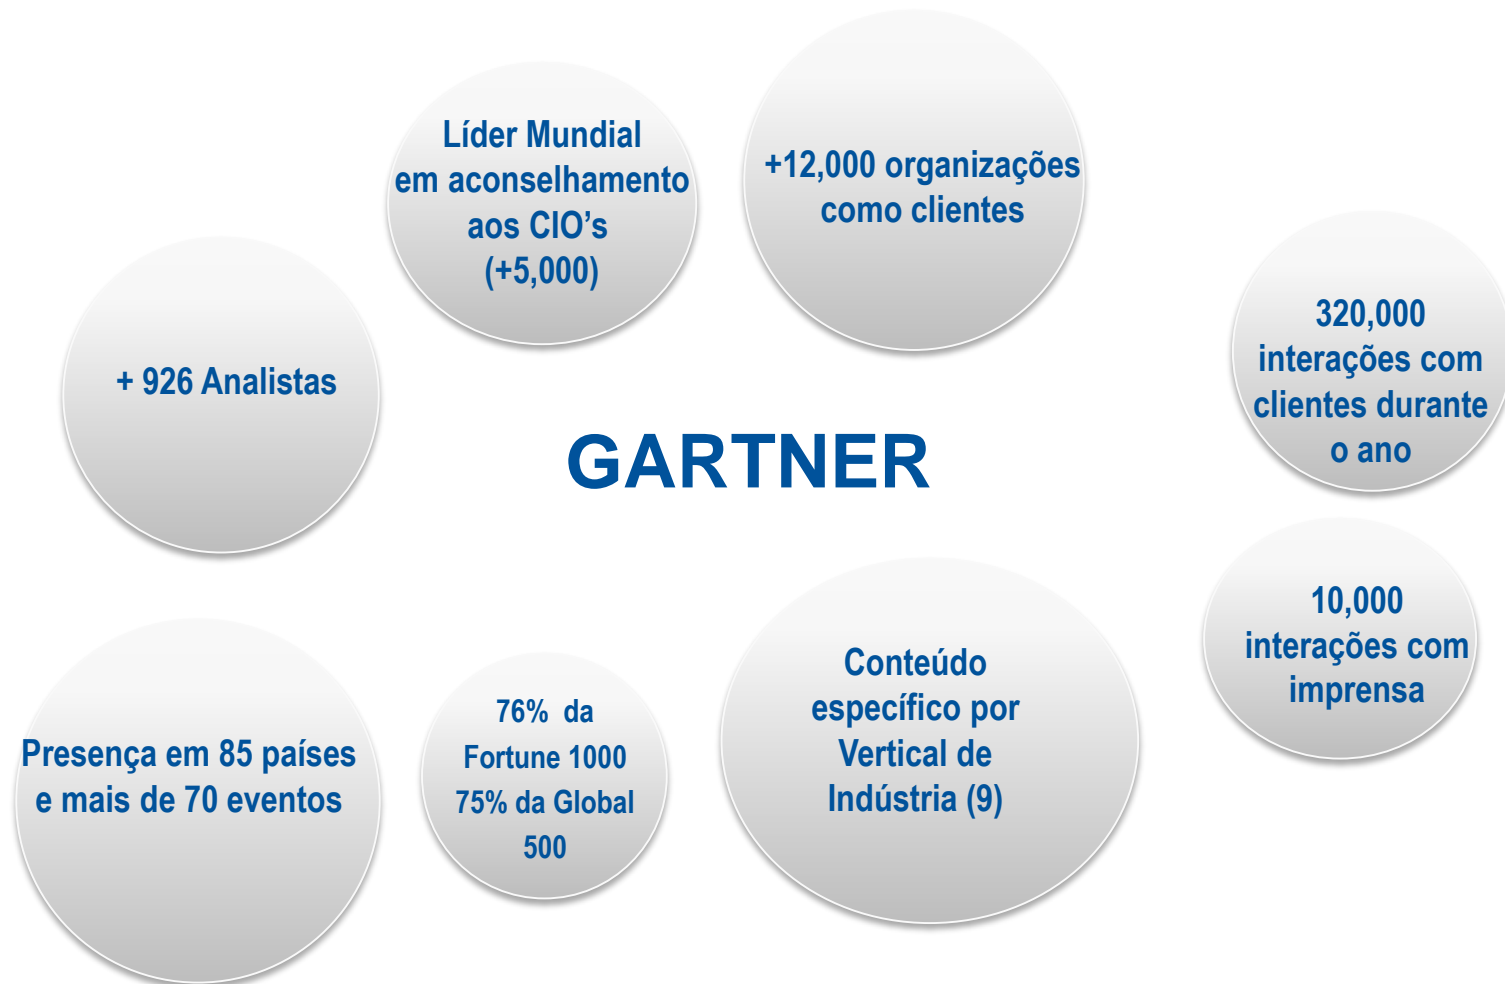 Líder Mundial
em aconselhamento
aos CIO’s
(+5,000)
+12,000 organizações
como clientes
320,000
interações com
clientes durante
o ano
+ 926 Analistas
GARTNER
10,000
interações com
imprensa
Presença em 85 países
e mais de 70 eventos
76%  da
Fortune 1000
75% da Global
500
Conteúdo
específico por
Vertical de
Indústria (9)